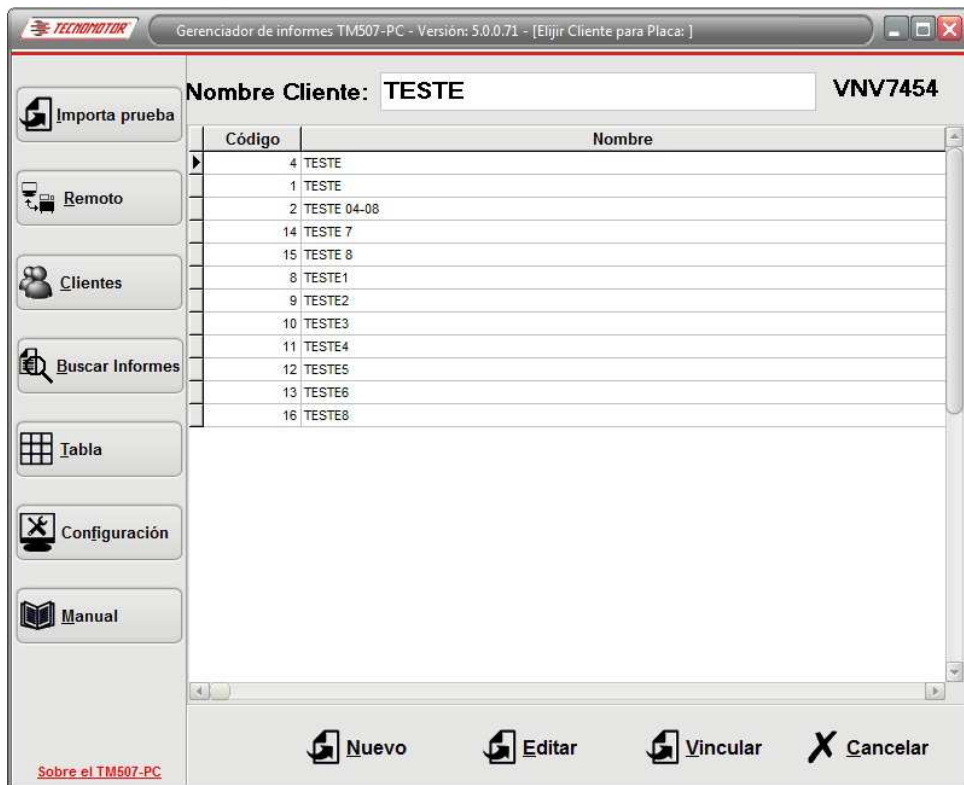 TECNOMOTOR Gerenciador de informes TM507-PC - Versión: 5.0.0.71 - [Elijir Cliente para Placa: ]
Importa prueba
Remoto
Clientes
Buscar Informes
Tabla
Configuración
Manual
Sobre el TM507-PC
Nombre Cliente: TESTE VNV7454
Código Nombre
4 TESTE
1 TESTE
2 TESTE 04-08
14 TESTE 7
15 TESTE 8
8 TESTE1
9 TESTE2
10 TESTE3
11 TESTE4
12 TESTE5
13 TESTE6
16 TESTE8
Nuevo Editar Vincular Cancelar